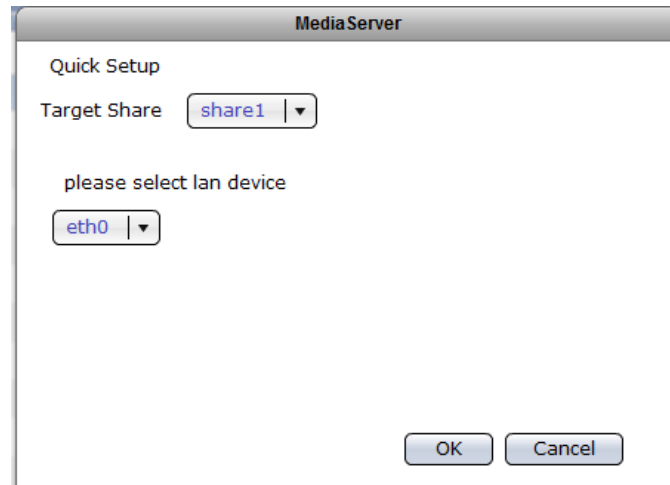 MediaServer
Quick Setup
Target Share share1
please select lan device
eth0
OK Cancel